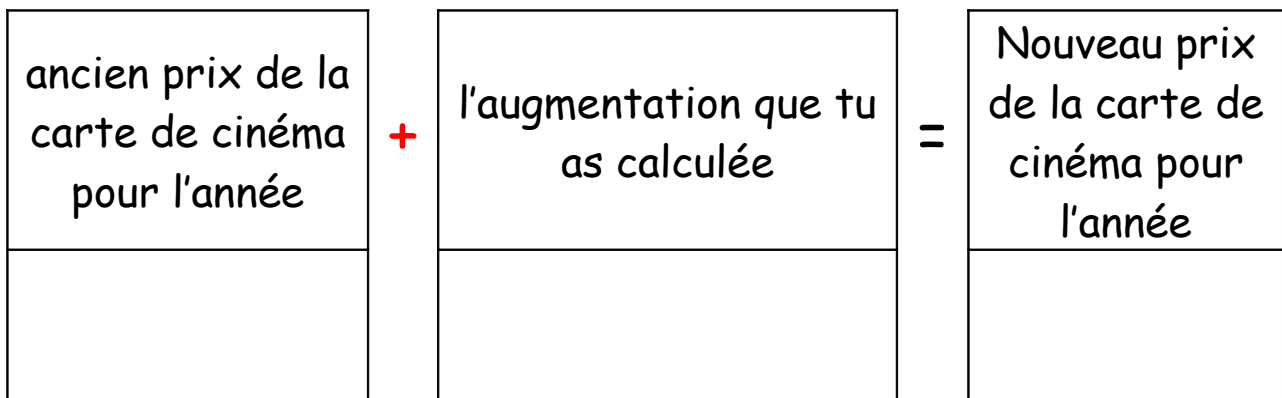 ancien prix de la
carte de cinéma
pour l'année
+
l'augmentation que tu
as calculée
=
Nouveau prix
de la carte de
cinéma pour
l'année